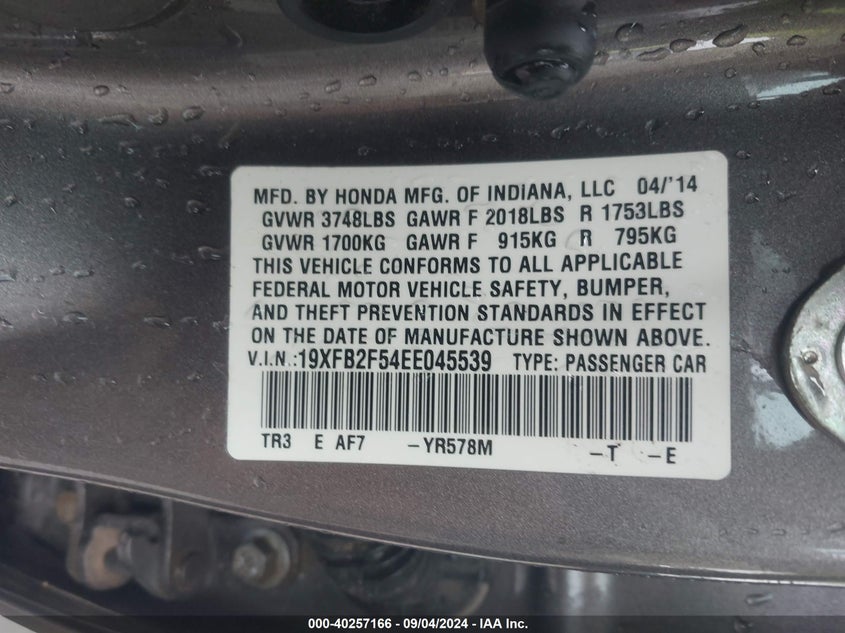 MFD. BY HONDA MFG. OF INDIANA, LLC 04/'14
GVWR 3748LBS GAWR F 2018LBS R 1753LBS
GVWR 1700KG GAWR F 915KG R 795KG
THIS VEHICLE CONFORMS TO ALL APPLICABLE
FEDERAL MOTOR VEHICLE SAFETY, BUMPER,
AND THEFT PREVENTION STANDARDS IN EFFECT
ON THE DATE OF MANUFACTURE SHOWN ABOVE.
V.I.N.:19XFB2F54EE045539 TYPE: PASSENGER CAR
TR3 E AF7 -YR578M -T -E
000-40257166 - 09/04/2024 - IAA Inc.